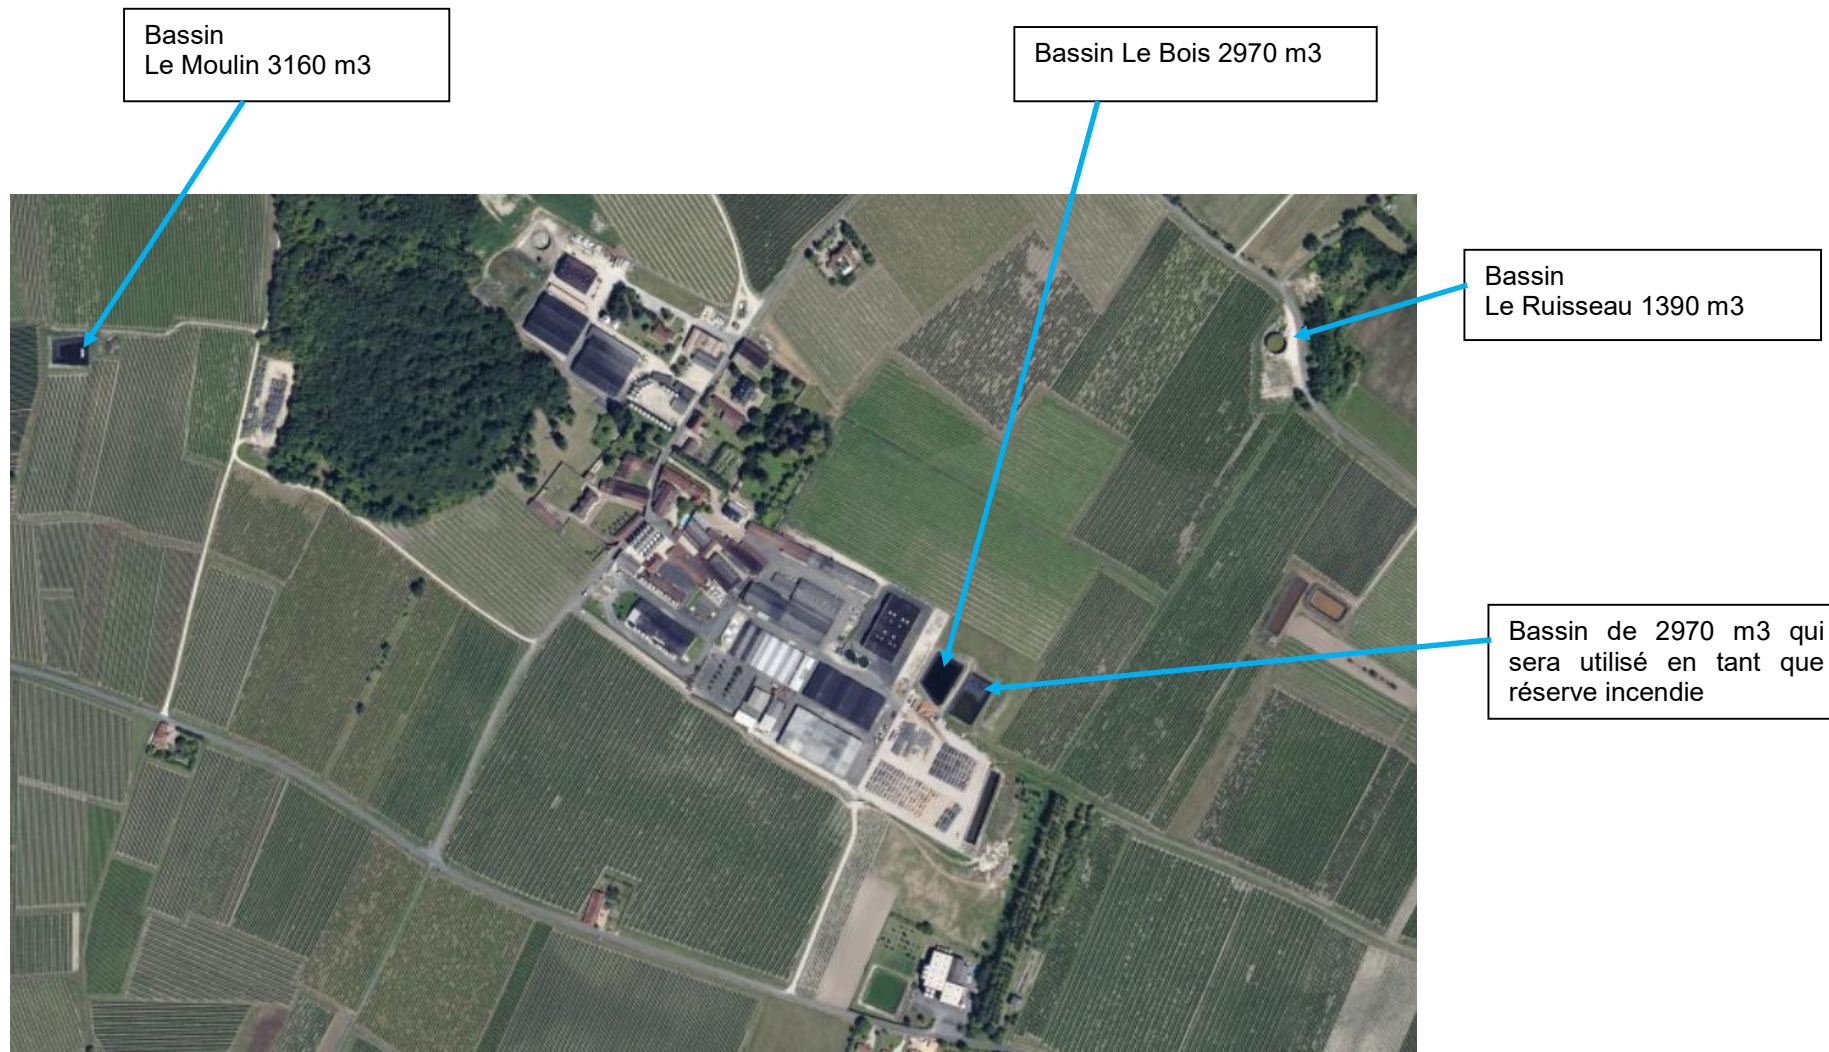 Bassin
Le Moulin 3160 m3
Bassin Le Bois 2970 m3
Bassin
Le Ruisseau 1390 m3
Bassin de 2970 m3 qui
sera utilisé en tant que
réserve incendie